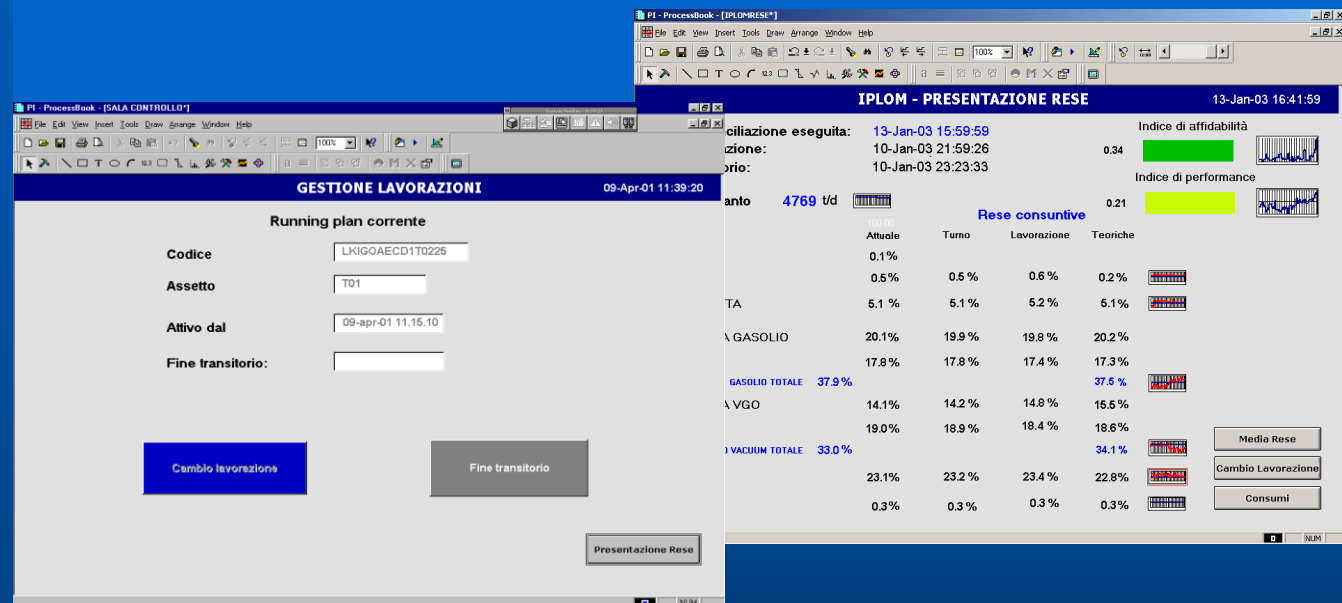 PI - ProcessBook - [IPLOMRESE*]
File Edit View Insert Tools Draw Arrange Window Help
100%
IPLOM - PRESENTAZIONE RESE 13-Jan-03 16:41:59
ciliazione eseguita: 13-Jan-03 15:59:59
azione: 10-Jan-03 21:59:26
orio: 10-Jan-03 23:23:33
Indice di affidabilità
0.34
Indice di performance
0.21
anto 4769 t/d
Rese consuntive
100.00
Attuale Turno Lavorazione Teoriche
0.1%
0.5% 0.5% 0.6% 0.2%
TA 5.1% 5.1% 5.2% 5.1%
A GASOLIO 20.1% 19.9% 19.8% 20.2%
17.8% 17.8% 17.4% 17.3%
GASOLIO TOTALE 37.9% 37.5%
A VGO 14.1% 14.2% 14.8% 15.5%
19.0% 18.9% 18.4% 18.6%
O VACUUM TOTALE 33.0% 34.1%
23.1% 23.2% 23.4% 22.8%
0.3% 0.3% 0.3% 0.3%
Media Rese
Cambio Lavorazione
Consumi
NUM
PI - ProcessBook - [SALA CONTROLLO*]
File Edit View Insert Tools Draw Arrange Window Help
100%
GESTIONE LAVORAZIONI 09-Apr-01 11:39:20
Running plan corrente
Codice LKIGOAECD1T0225
Assetto T01
Attivo dal 09-apr-01 11.15.10
Fine transitorio:
Cambio lavorazione
Fine transitorio
Presentazione Rese
NUM